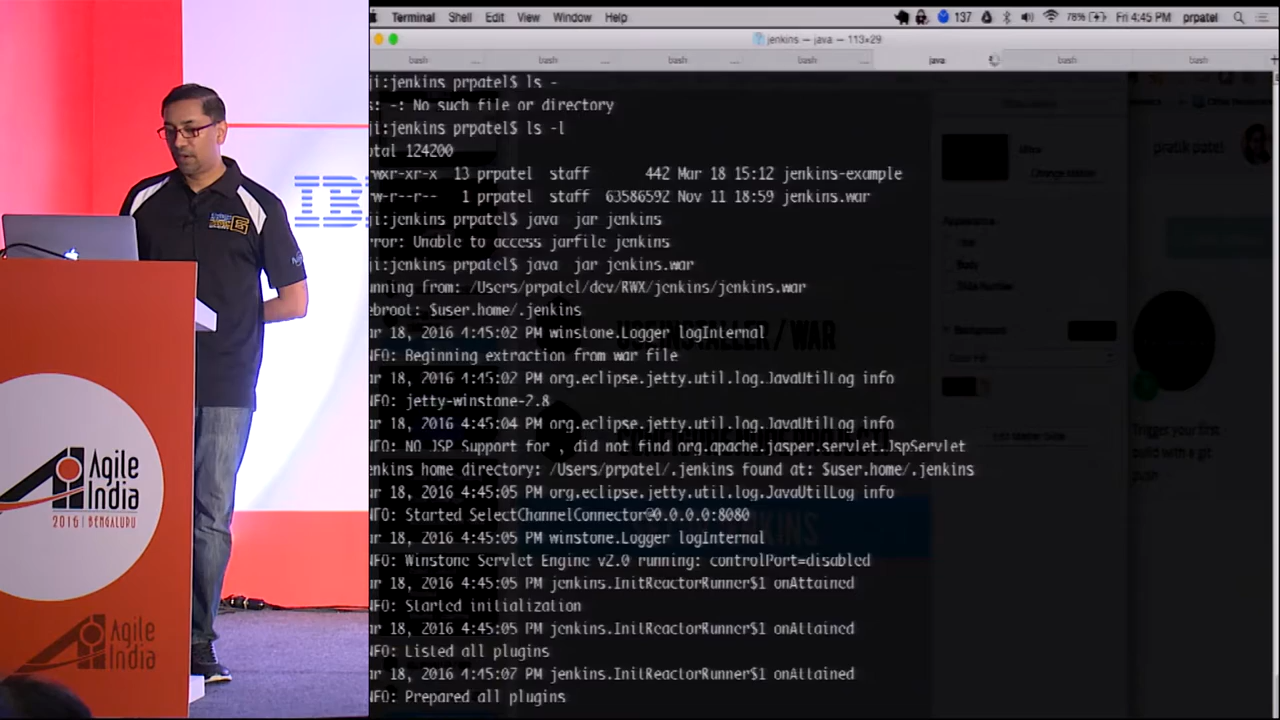 Terminal Shell Edit View Window Help 137 78% Fri 4:45 PM prpatel
jenkins — java — 113×29
bash bash bash bash java bash bash
ji:jenkins prpatel$ ls -
s: -: No such file or directory
ji:jenkins prpatel$ ls -l
otal 124200
rwxr-xr-x 13 prpatel staff 442 Mar 18 15:12 jenkins-example
rw-r--r-- 1 prpatel staff 63586592 Nov 11 18:59 jenkins.war
ji:jenkins prpatel$ java jar jenkins
rror: Unable to access jarfile jenkins
ji:jenkins prpatel$ java jar jenkins.war
unning from: /Users/prpatel/dev/RWX/jenkins/jenkins.war
ebroot: $user.home/.jenkins
ar 18, 2016 4:45:02 PM winstone.Logger logInternal
NFO: Beginning extraction from war file
ar 18, 2016 4:45:02 PM org.eclipse.jetty.util.log.JavaUtilLog info
NFO: jetty-winstone-2.8
ar 18, 2016 4:45:04 PM org.eclipse.jetty.util.log.JavaUtilLog info
NFO: NO JSP Support for , did not find org.apache.jasper.servlet.JspServlet
enkins home directory: /Users/prpatel/.jenkins found at: $user.home/.jenkins
ar 18, 2016 4:45:05 PM org.eclipse.jetty.util.log.JavaUtilLog info
NFO: Started SelectChannelConnector@0.0.0.0:8080
ar 18, 2016 4:45:05 PM winstone.Logger logInternal
NFO: Winstone Servlet Engine v2.0 running: controlPort=disabled
ar 18, 2016 4:45:05 PM jenkins.InitReactorRunner$1 onAttained
NFO: Started initialization
ar 18, 2016 4:45:05 PM jenkins.InitReactorRunner$1 onAttained
NFO: Listed all plugins
ar 18, 2016 4:45:07 PM jenkins.InitReactorRunner$1 onAttained
NFO: Prepared all plugins
pratik patel
Appearance
Body
Background
Trigger your first
build with a git
push
IB
Agile
India
2016 | BENGALURU
Agile
India